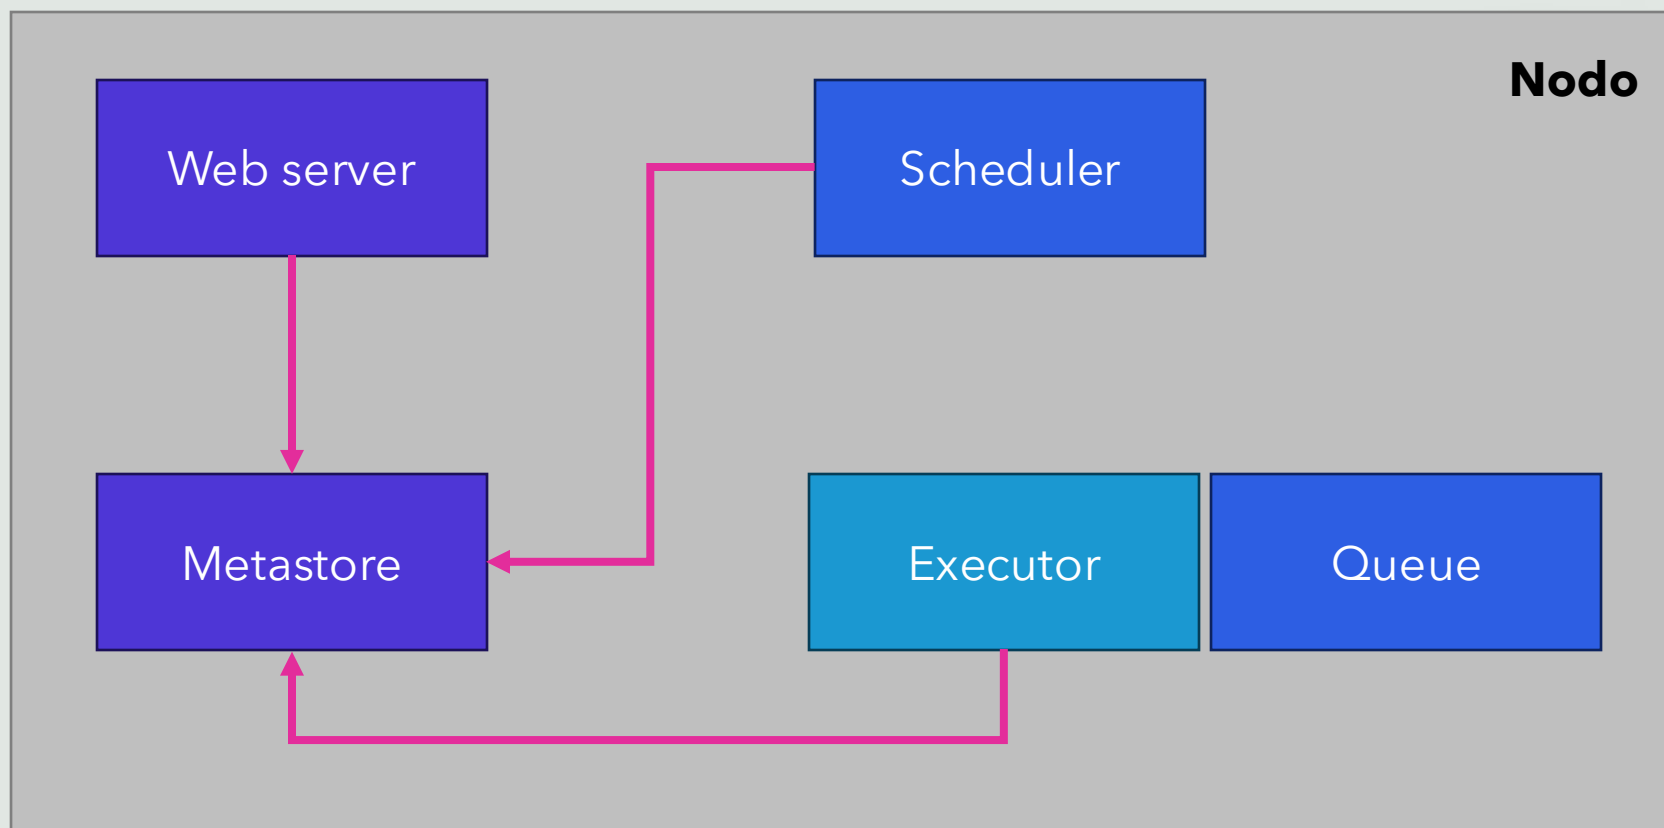 Nodo
Web server
Scheduler
Metastore
Executor
Queue